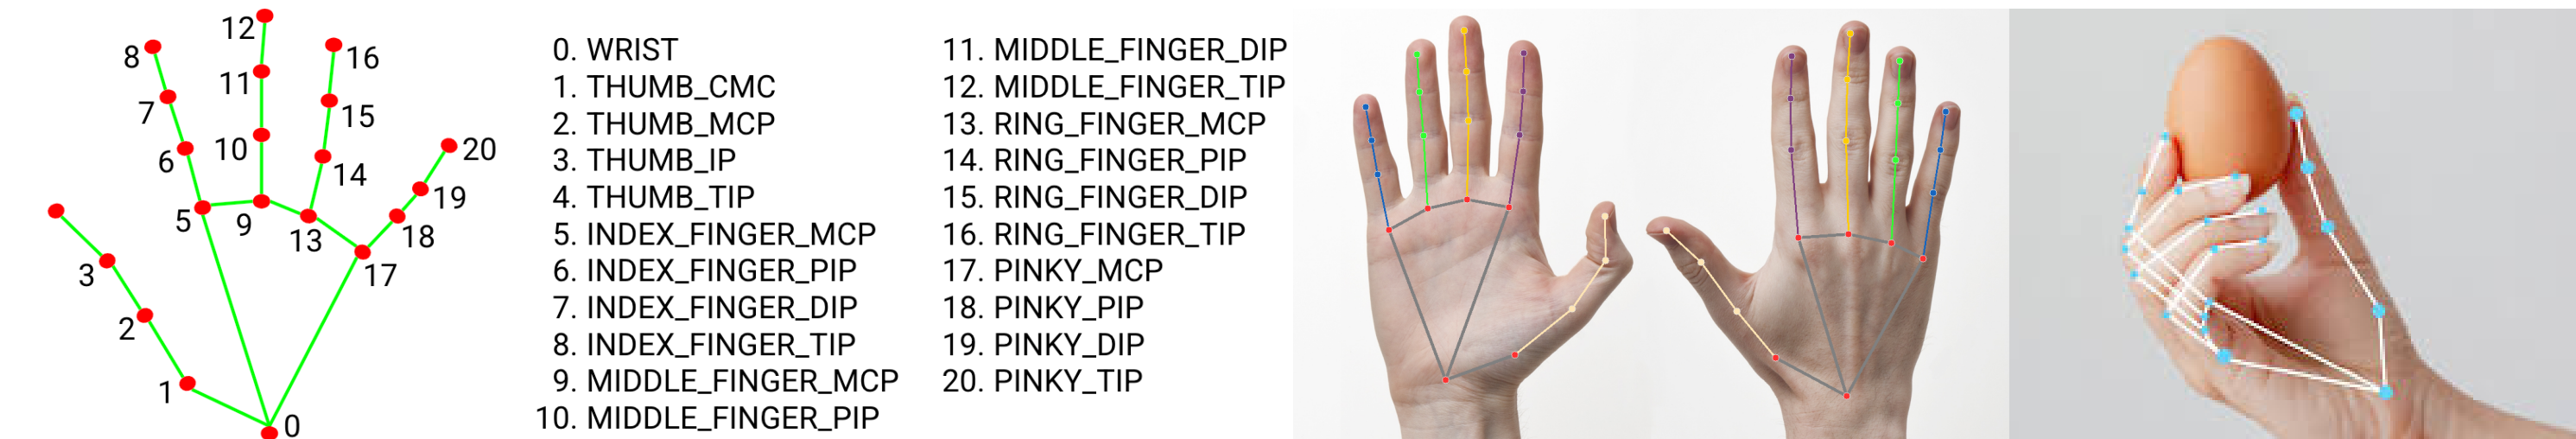 12
8
16
11
7
15
10
6
20
14
19
5
9
18
13
3
17
2
1
0
0. WRIST
1. THUMB_CMC
2. THUMB_MCP
3. THUMB_IP
4. THUMB_TIP
5. INDEX_FINGER_MCP
6. INDEX_FINGER_PIP
7. INDEX_FINGER_DIP
8. INDEX_FINGER_TIP
9. MIDDLE_FINGER_MCP
10. MIDDLE_FINGER_PIP
11. MIDDLE_FINGER_DIP
12. MIDDLE_FINGER_TIP
13. RING_FINGER_MCP
14. RING_FINGER_PIP
15. RING_FINGER_DIP
16. RING_FINGER_TIP
17. PINKY_MCP
18. PINKY_PIP
19. PINKY_DIP
20. PINKY_TIP